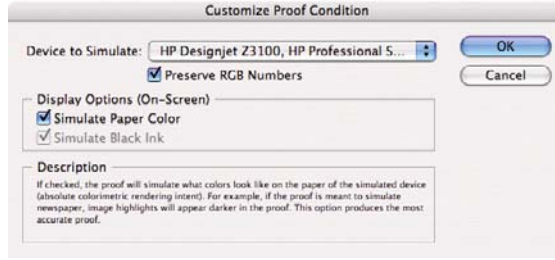 Customize Proof Condition
Device to Simulate: HP Designjet Z3100, HP Professional S...
OK
Preserve RGB Numbers
Cancel
Display Options (On-Screen)
Simulate Paper Color
Simulate Black Ink
Description
If checked, the proof will simulate what colors look like on the paper of the simulated device
(absolute colorimetric rendering intent). For example, if the proof is meant to simulate
newspaper, image highlights will appear darker in the proof. This option produces the most
accurate proof.